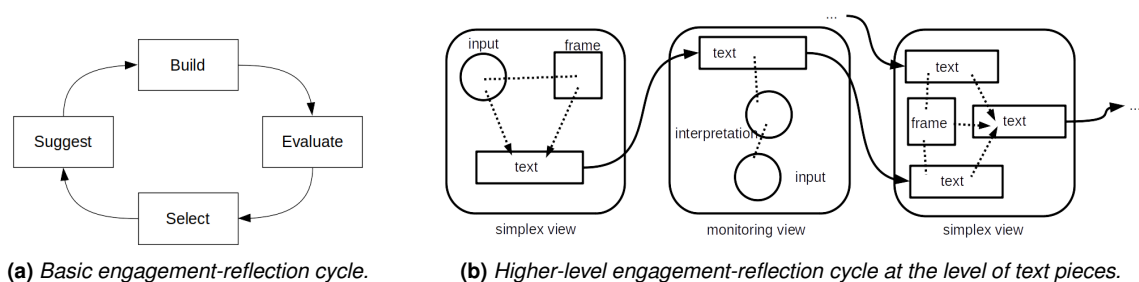 Build
Suggest
Evaluate
Select
(a) Basic engagement-reflection cycle.
input
frame
text
simplex view
text
interpretation
input
monitoring view
...
text
frame
text
text
simplex view
...
(b) Higher-level engagement-reflection cycle at the level of text pieces.